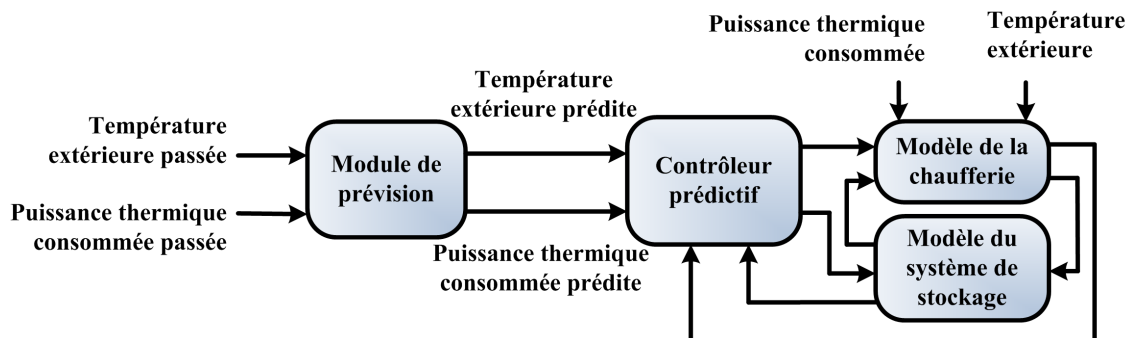 Puissance thermique
consommée
Température
extérieure
Température
extérieure prédite
Température
extérieure passée
Puissance thermique
consommée passée
Module de
prévision
Puissance thermique
consommée prédite
Contrôleur
prédictif
Modèle de la
chaufferie
Modèle du
système de
stockage